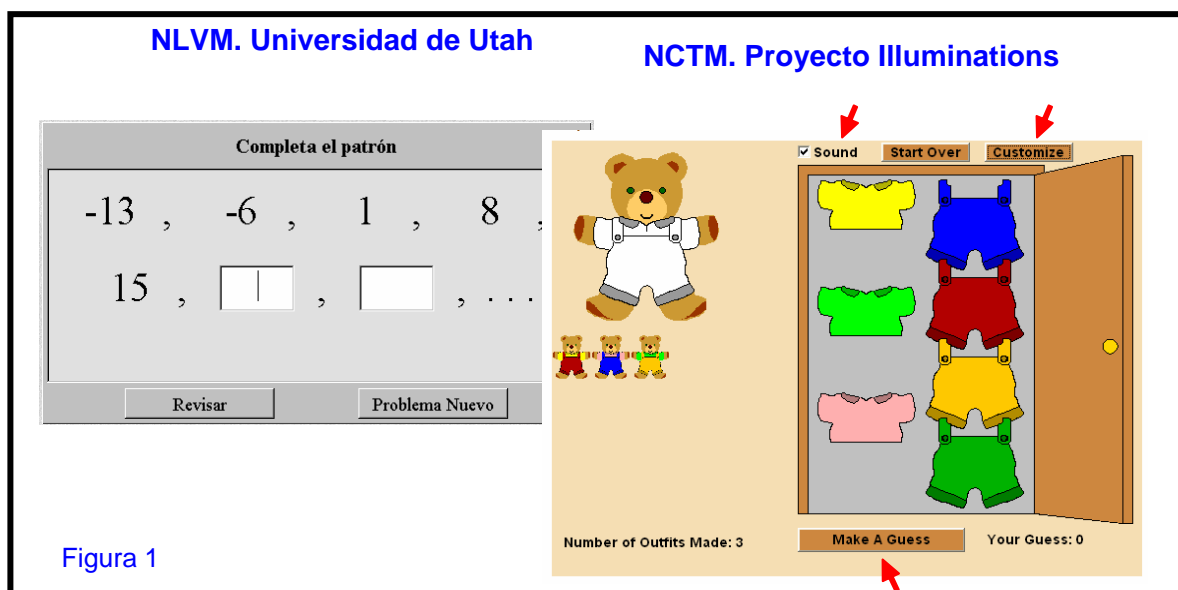 NLVM. Universidad de Utah
NCTM. Proyecto Illuminations
Completa el patrón
-13 , -6 , 1 , 8 ,
15 , , , ...
Revisar Problema Nuevo
Sound Start Over Customize
Number of Outfits Made: 3 Make A Guess Your Guess: 0
Figura 1